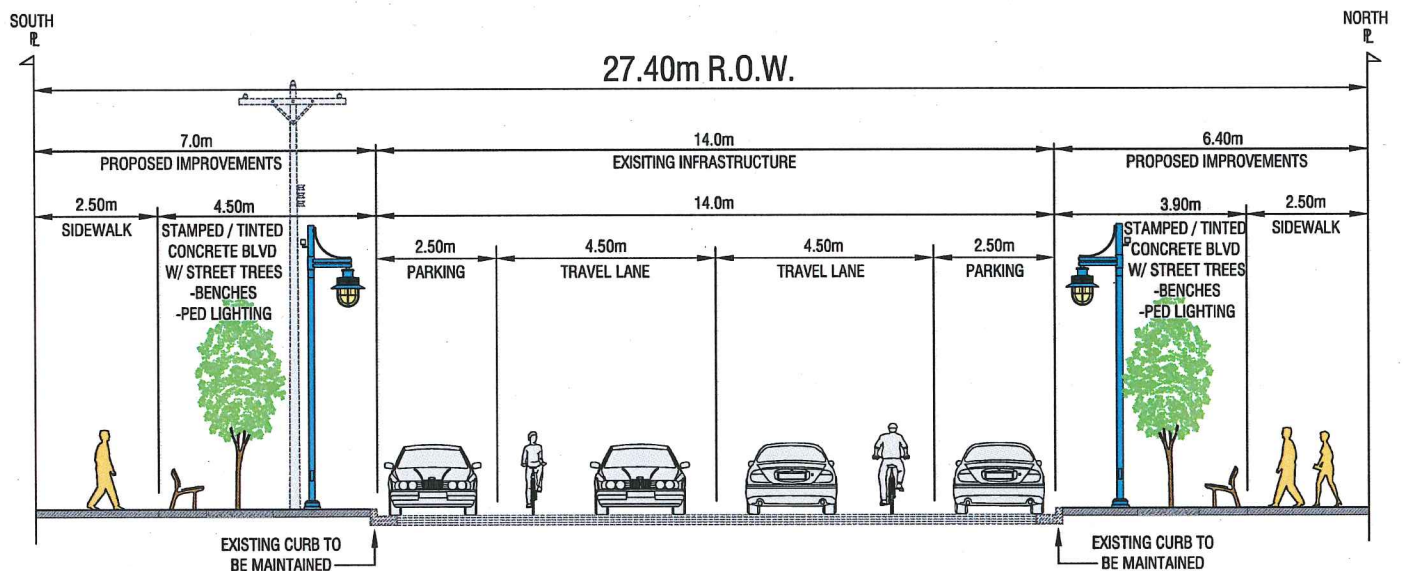 SOUTH
PL
NORTH
PL
27.40m R.O.W.
7.0m
PROPOSED IMPROVEMENTS
14.0m
EXISITING INFRASTRUCTURE
6.40m
PROPOSED IMPROVEMENTS
2.50m
SIDEWALK
4.50m
STAMPED / TINTED
CONCRETE BLVD
W/ STREET TREES
-BENCHES
-PED LIGHTING
14.0m
2.50m
PARKING
4.50m
TRAVEL LANE
4.50m
TRAVEL LANE
2.50m
PARKING
3.90m
STAMPED / TINTED
CONCRETE BLVD
W/ STREET TREES
-BENCHES
-PED LIGHTING
2.50m
SIDEWALK
EXISTING CURB TO
BE MAINTAINED
EXISTING CURB TO
BE MAINTAINED